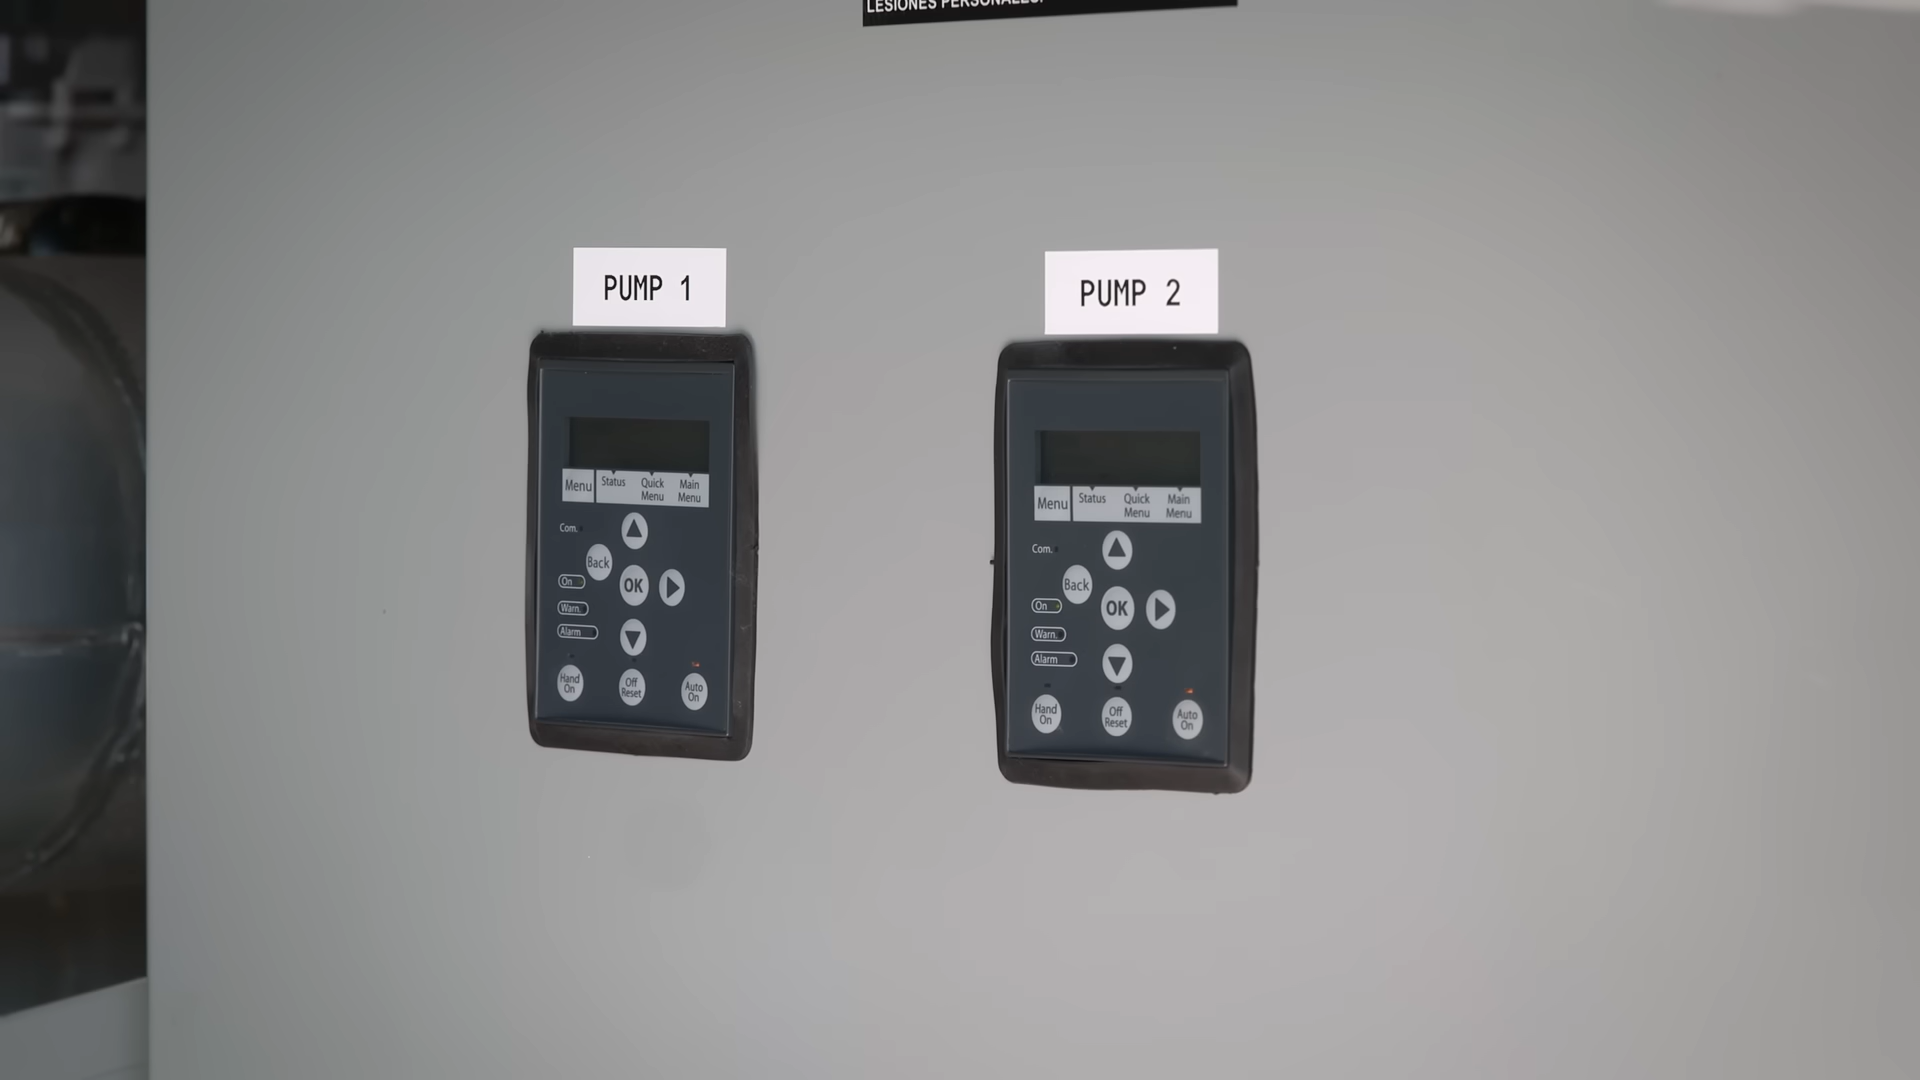 LESIONES PERSONALES.
PUMP 1
Menu
Status
Quick Menu
Main Menu
Com.
Back
OK
On
Warn.
Alarm
Hand On
Off Reset
Auto On
PUMP 2
Menu
Status
Quick Menu
Main Menu
Com.
Back
OK
On
Warn.
Alarm
Hand On
Off Reset
Auto On